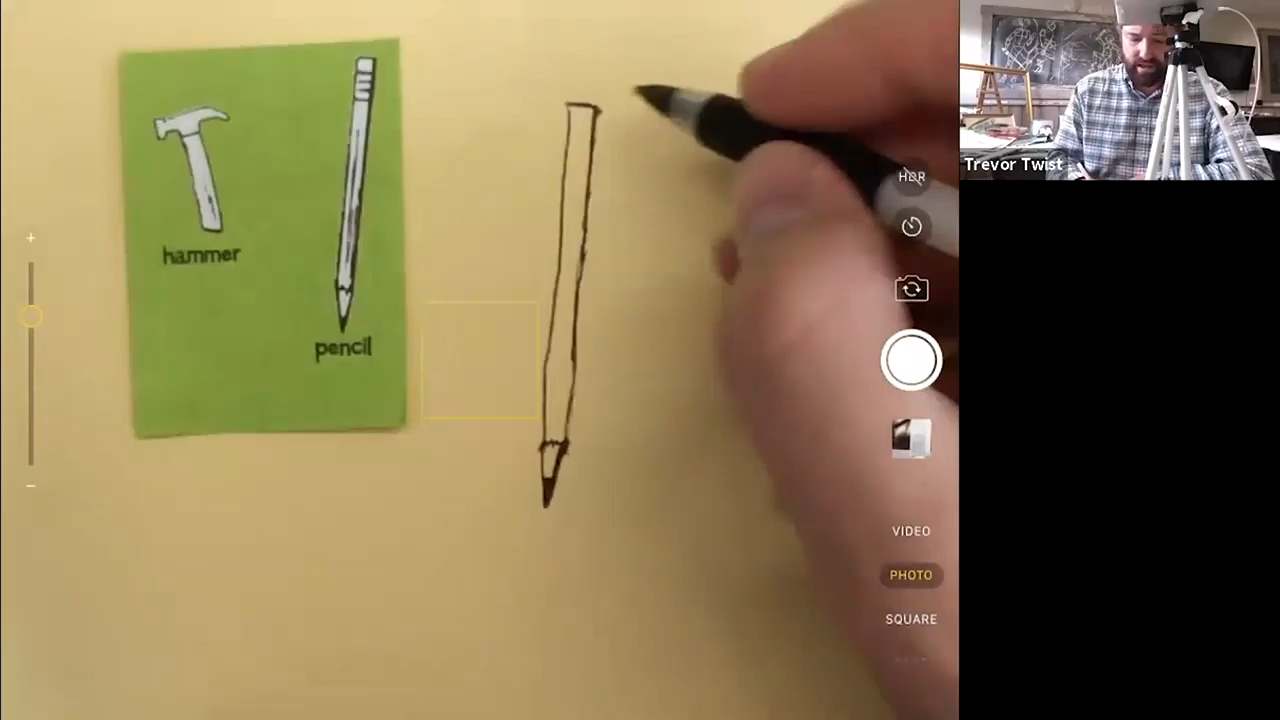 hammer
pencil
HDR
VIDEO
PHOTO
SQUARE
Trevor Twist